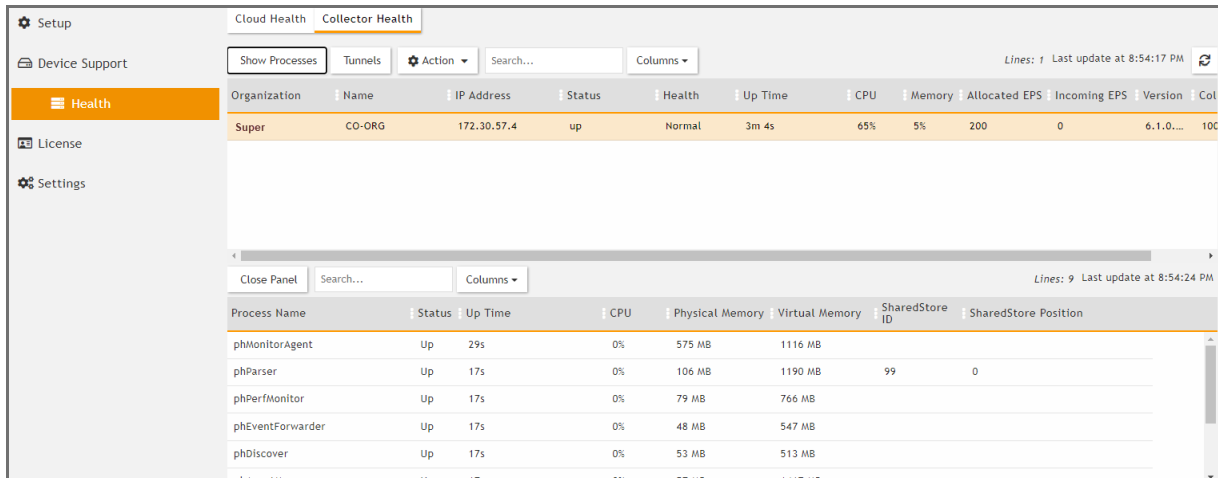 Setup
Device Support
Health
License
Settings
Cloud Health Collector Health
Show Processes Tunnels Action Search... Columns Lines: 1 Last update at 8:54:17 PM
Organization Name IP Address Status Health Up Time CPU Memory Allocated EPS Incoming EPS Version Col
Super CO-ORG 172.30.57.4 up Normal 3m 4s 65% 5% 200 0 6.1.0.... 100
Close Panel Search... Columns Lines: 9 Last update at 8:54:24 PM
Process Name Status Up Time CPU Physical Memory Virtual Memory SharedStore ID SharedStore Position
phMonitorAgent Up 29s 0% 575 MB 1116 MB
phParser Up 17s 0% 106 MB 1190 MB 99 0
phPerfMonitor Up 17s 0% 79 MB 766 MB
phEventForwarder Up 17s 0% 48 MB 547 MB
phDiscover Up 17s 0% 53 MB 513 MB